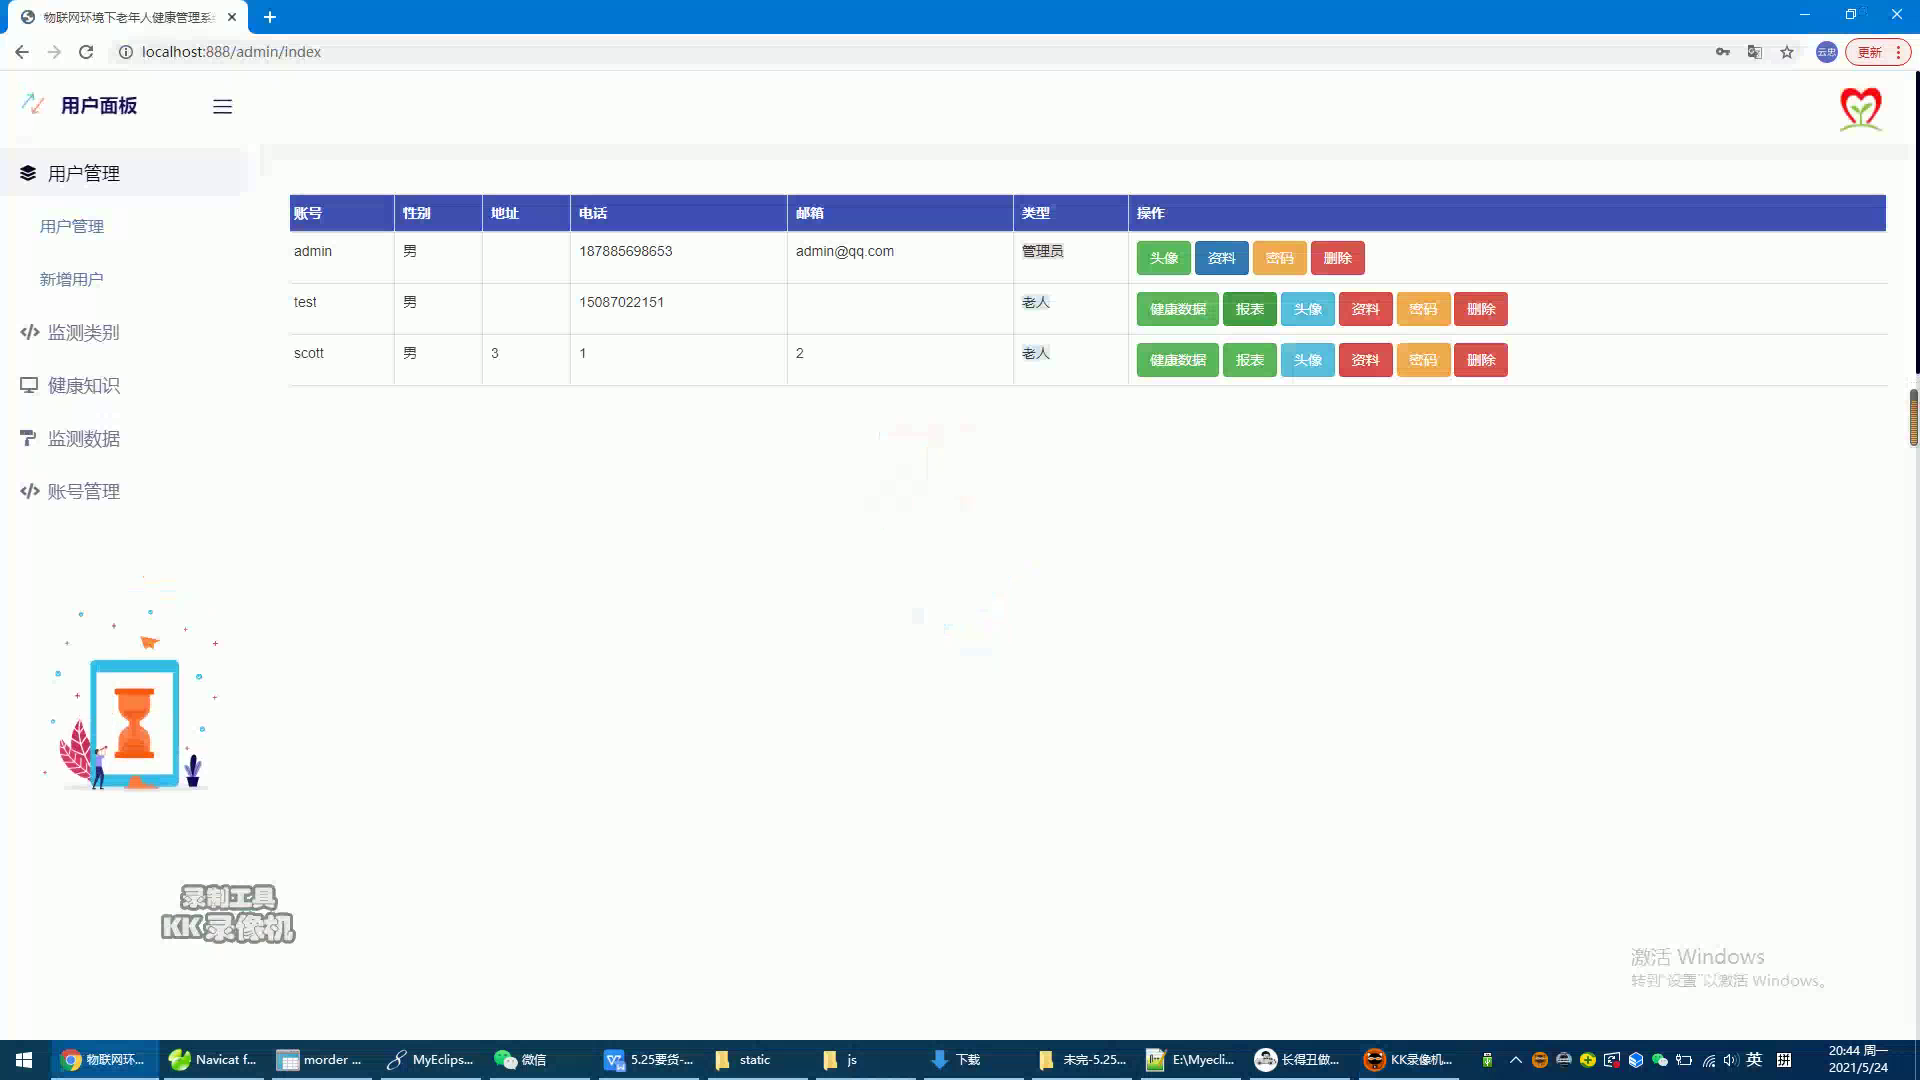 物联网环境下老年人健康管理系
localhost:888/admin/index
更新
用户面板
用户管理
用户管理
新增用户
监测类别
健康知识
监测数据
账号管理
账号 性别 地址 电话 邮箱 类型 操作
admin 男 187885698653 admin@qq.com 管理员 头像 资料 密码 删除
test 男 15087022151 老人 健康数据 报表 头像 资料 密码 删除
scott 男 3 1 2 老人 健康数据 报表 头像 资料 密码 删除
录制工具
KK录像机
激活 Windows
转到"设置"以激活 Windows。
物联网环... Navicat f... morder ... MyEclips... 微信 5.25要货-... static js 下载 未完-5.25... E:\Myecli... 长得丑做... KK录像机... 英
20:44 周一
2021/5/24